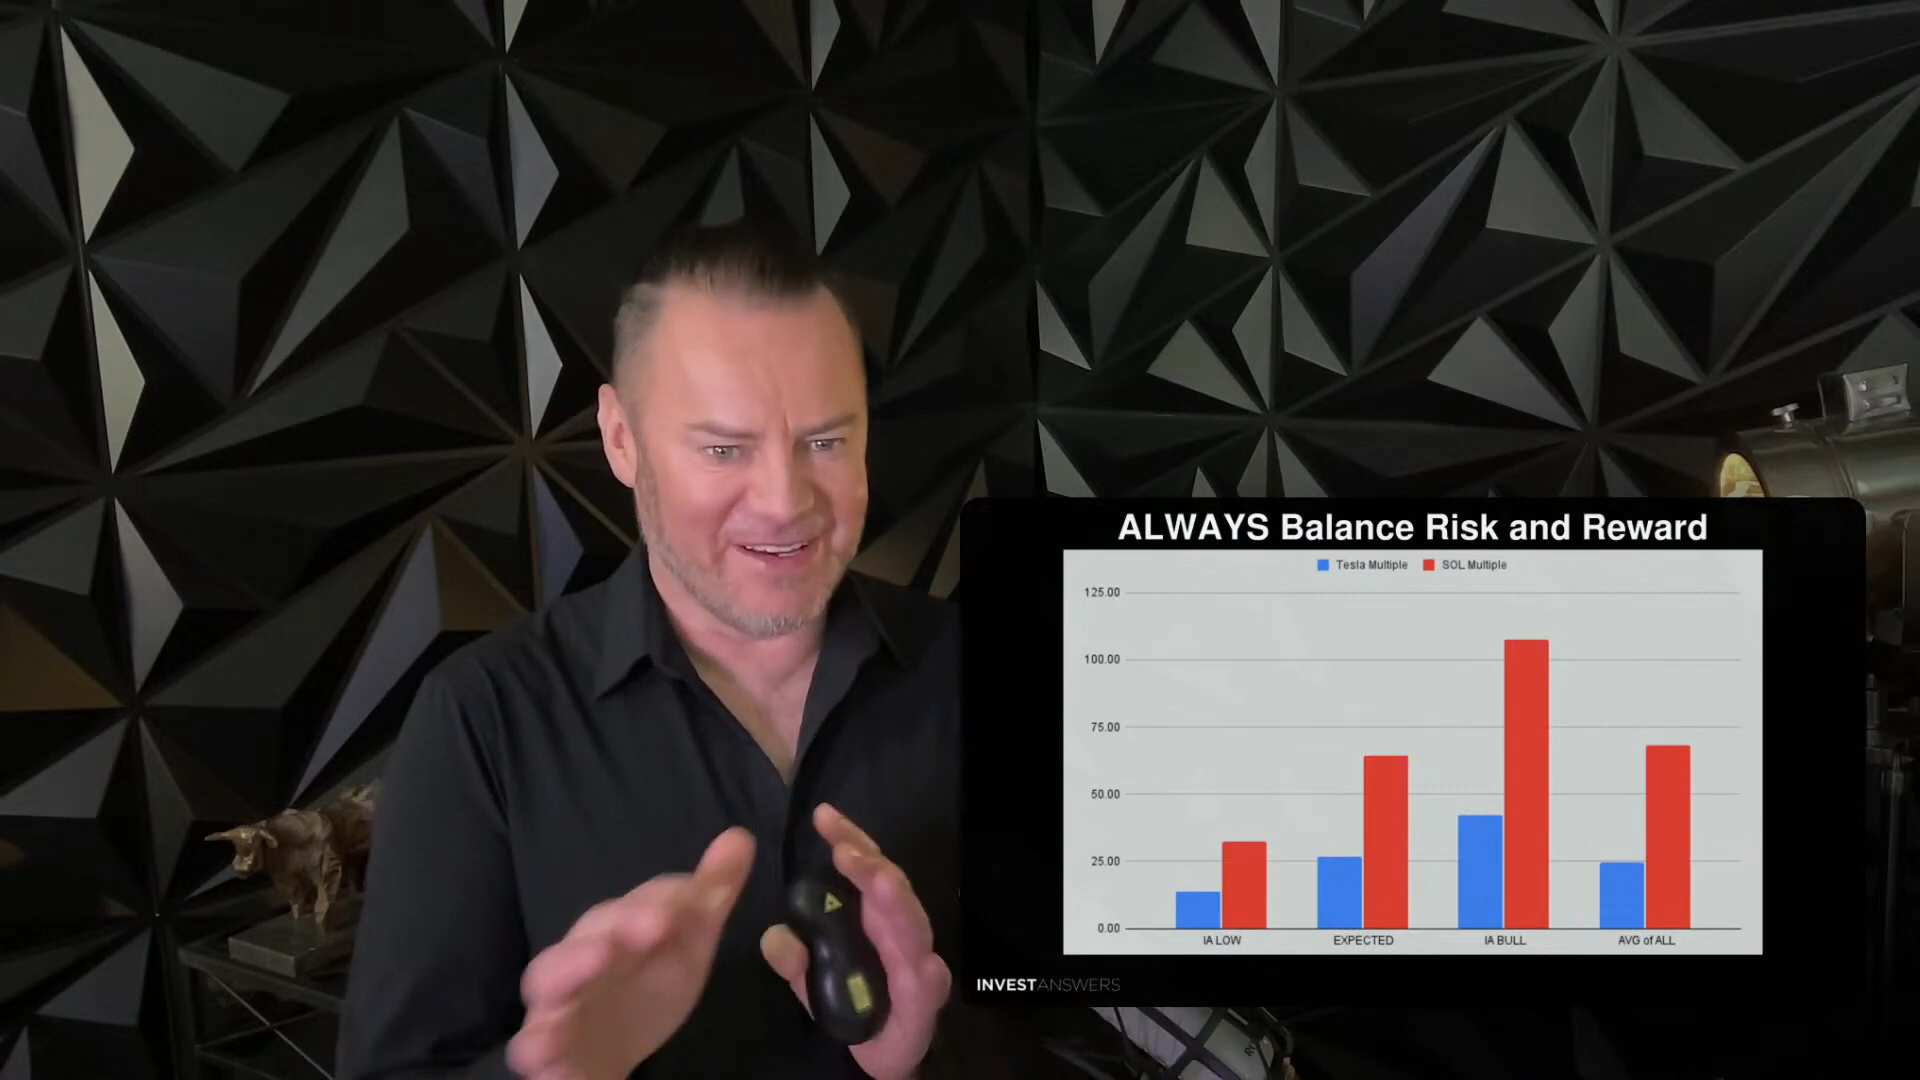 ALWAYS Balance Risk and Reward
Tesla Multiple SOL Multiple
125.00
100.00
75.00
50.00
25.00
0.00
IA LOW EXPECTED IA BULL AVG of ALL
INVESTANSWERS